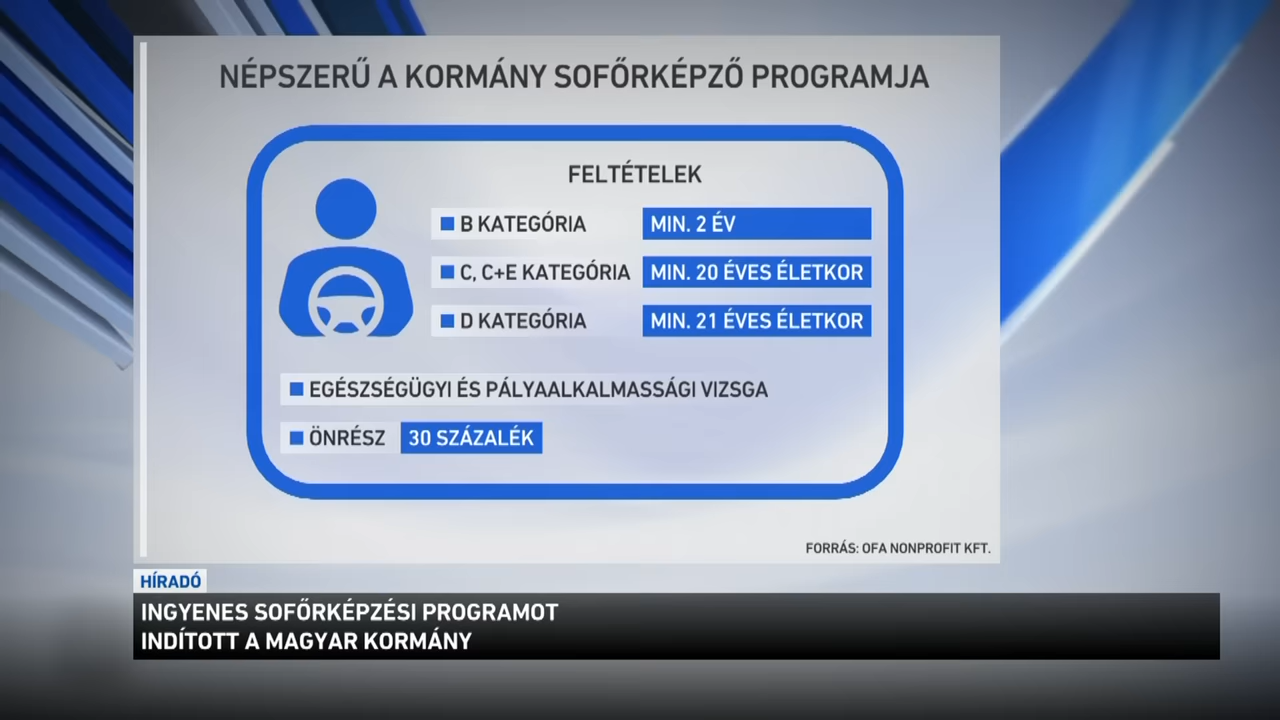 NÉPSZERŰ A KORMÁNY SOFŐRKÉPZŐ PROGRAMJA
FELTÉTELEK
B KATEGÓRIA MIN. 2 ÉV
C, C+E KATEGÓRIA MIN. 20 ÉVES ÉLETKOR
D KATEGÓRIA MIN. 21 ÉVES ÉLETKOR
EGÉSZSÉGÜGYI ÉS PÁLYAALKALMASSÁGI VIZSGA
ÖNRÉSZ 30 SZÁZALÉK
FORRÁS: OFA NONPROFIT KFT.
HÍRADÓ
INGYENES SOFŐRKÉPZÉSI PROGRAMOT
INDÍTOTT A MAGYAR KORMÁNY